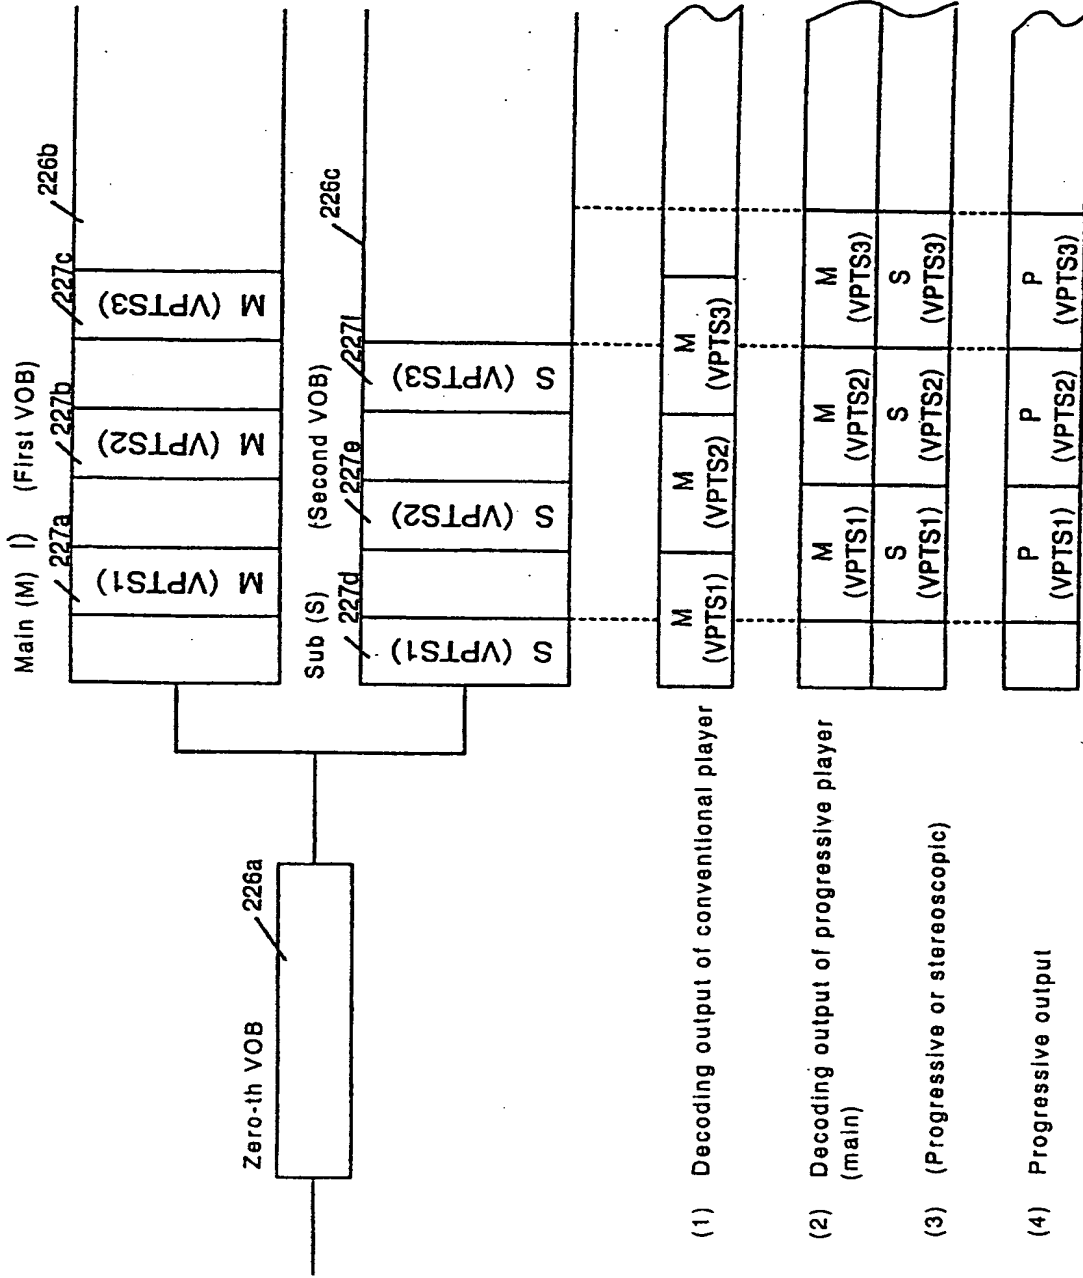 Main (M) I) (First VOB)
227a 227b 227c 226b
M (VPTS1) M (VPTS2) M (VPTS3)
Sub (S) (Second VOB)
227d 227e 227f 226c
S (VPTS1) S (VPTS2) S (VPTS3)
Zero-th VOB
226a
(1) Decoding output of conventional player
M M M
(VPTS1) (VPTS2) (VPTS3)
(2) Decoding output of progressive player
(main)
M M M
(VPTS1) (VPTS2) (VPTS3)
(3) (Progressive or stereoscopic)
S S S
(VPTS1) (VPTS2) (VPTS3)
(4) Progressive output
P P P
(VPTS1) (VPTS2) (VPTS3)